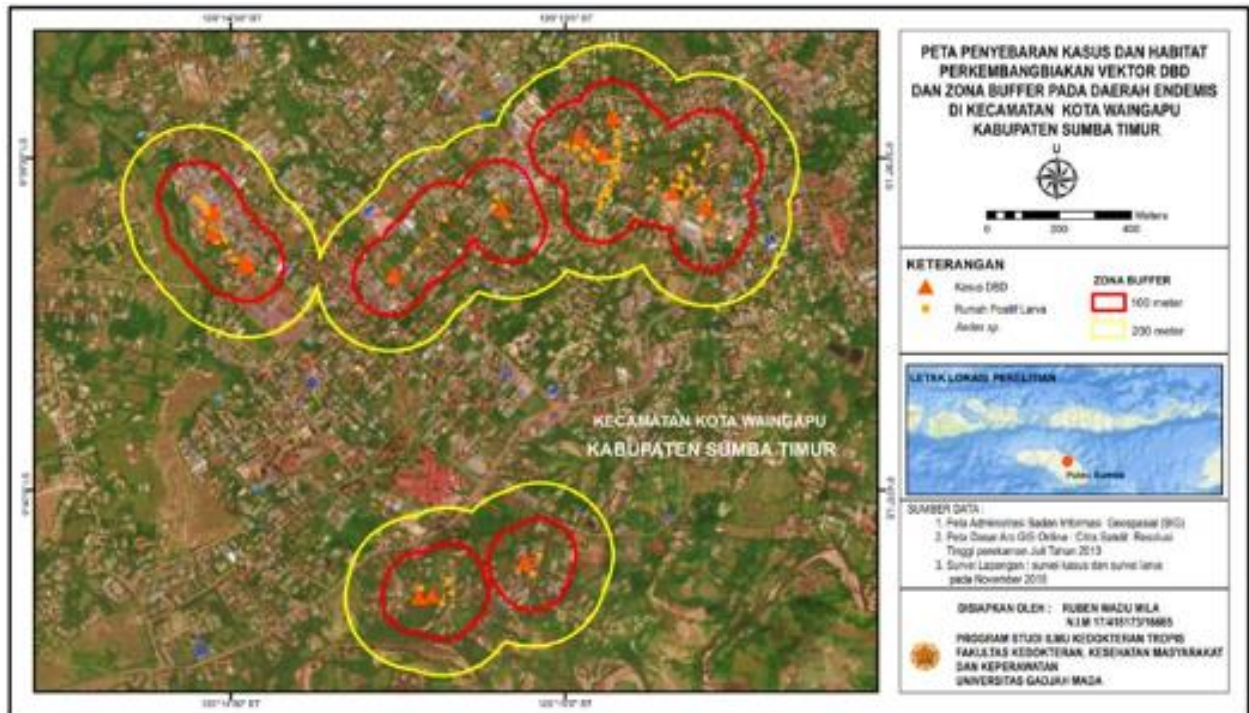 PETA PENYEBARAN KASUS DAN HABITAT
PERKEMBANGBIAKAN VEKTOR DBD
DAN ZONA BUFFER PADA DAERAH ENDEMIS
DI KECAMATAN KOTA WAINGAPU
KABUPATEN SUMBA TIMUR
U
Meters
0 200 400
KETERANGAN
Kasus DBD
Rumah Positif Larva
Aedes sp.
ZONA BUFFER
100 meter
200 meter
KECAMATAN KOTA WAINGAPU
KABUPATEN SUMBA TIMUR
LETAK LOKASI PENELITIAN
Pulau Sumba
SUMBER DATA :
1. Peta Administrasi Badan Informasi Geospasial (BIG)
2. Peta Dasar Arc GIS Online : Citra Satelit Resolusi
Tinggi perekaman Juli Tahun 2013
3. Survei Lapangan : survei kasus dan survei larva
pada November 2018
DISIAPKAN OLEH : RUBEN WADU WILA
N.I.M
PROGRAM STUDI ILMU KEDOKTERAN TROPIS
FAKULTAS KEDOKTERAN, KESEHATAN MASYARAKAT
DAN KEPERAWATAN
UNIVERSITAS GADJAH MADA